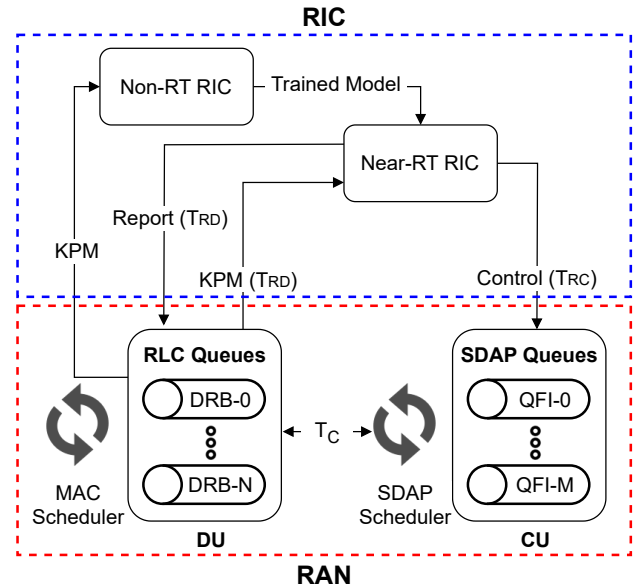 RIC
Non-RT RIC
Trained Model
Near-RT RIC
Report (TRD)
KPM
KPM (TRD)
Control (TRC)
RLC Queues
SDAP Queues
DRB-0
QFI-0
TC
DRB-N
QFI-M
MAC
Scheduler
SDAP
Scheduler
DU
CU
RAN